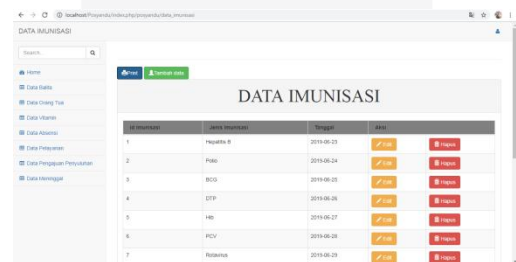 localhost/Posyandu/index.php/posyandu/data_imunisasi
DATA IMUNISASI
Search...
Home
Data Balita
Data Orang Tua
Data Vitamin
Data Absensi
Data Pelayanan
Data Pengajuan Penyuluhan
Data Meninggal
Print
Tambah data
DATA IMUNISASI
Id Imunisasi Jenis Imunisasi Tanggal Aksi
1 Hepatitis B 2019-06-23 Edit Hapus
2 Polio 2019-06-24 Edit Hapus
3 BCG 2019-06-25 Edit Hapus
4 DTP 2019-06-26 Edit Hapus
5 Hib 2019-06-27 Edit Hapus
6 PCV 2019-06-28 Edit Hapus
7 Rotavirus 2019-06-29 Edit Hapus